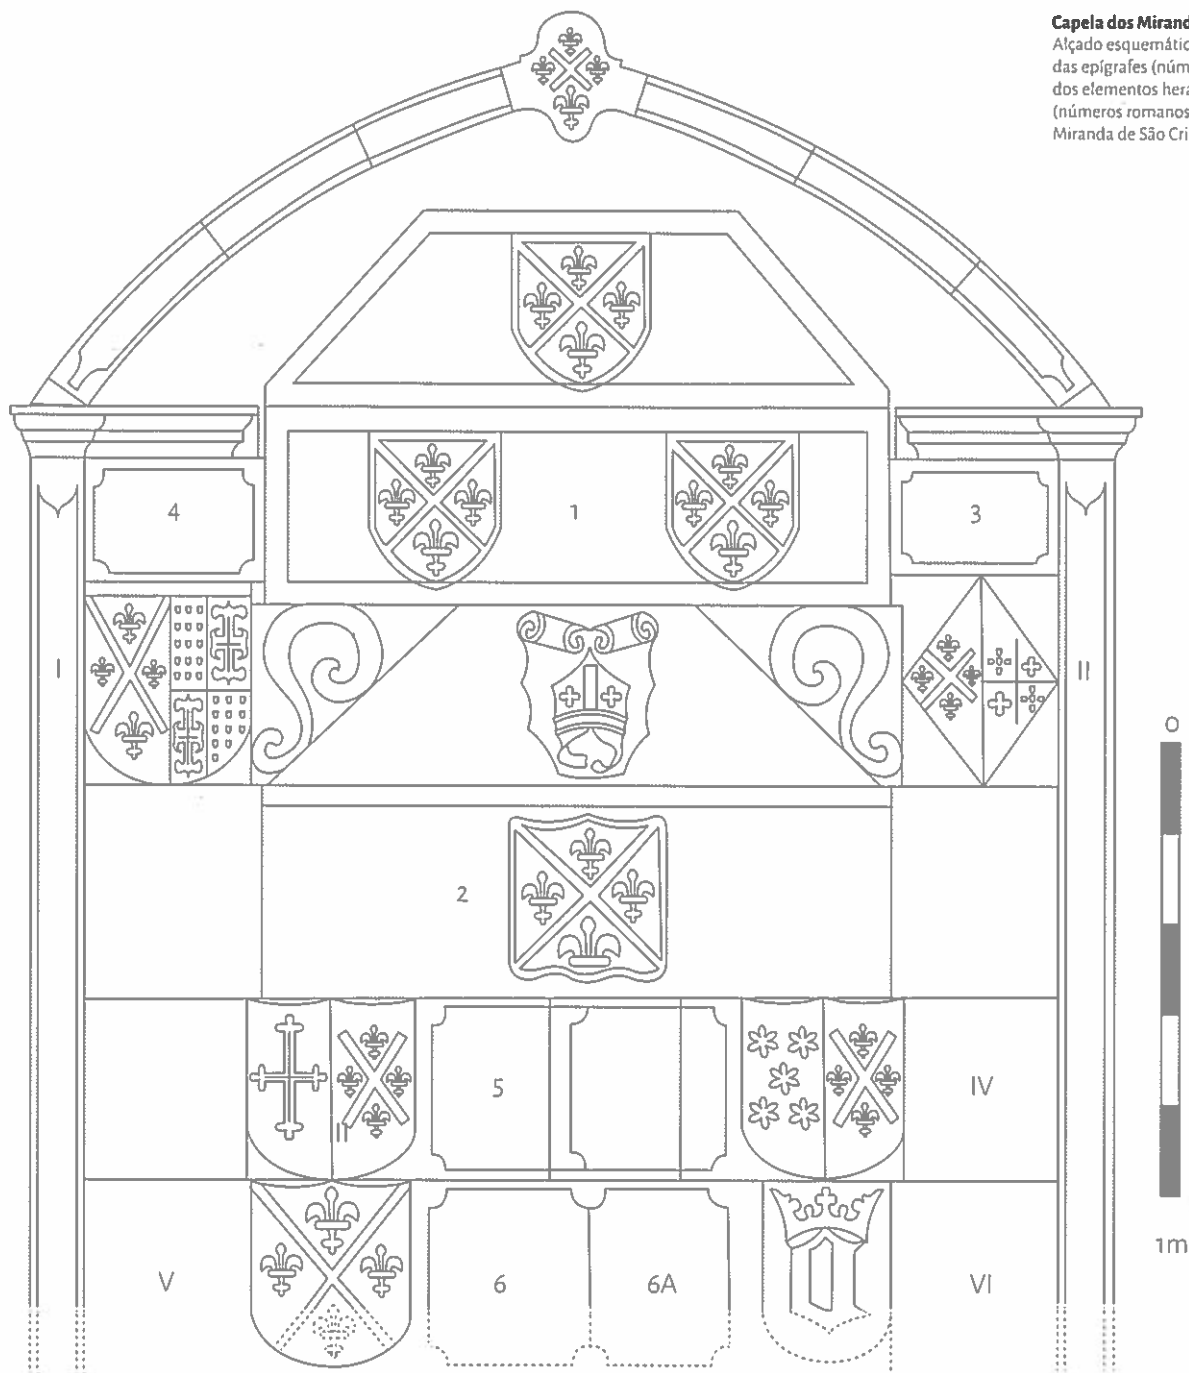 Capela dos Mirand
Alçado esquemátic
das epígrafes (núm
dos elementos hera
(números romanos
Miranda de São Cri
4
1
3
I
II
0
2
5
IV
1m
V
6
6A
VI